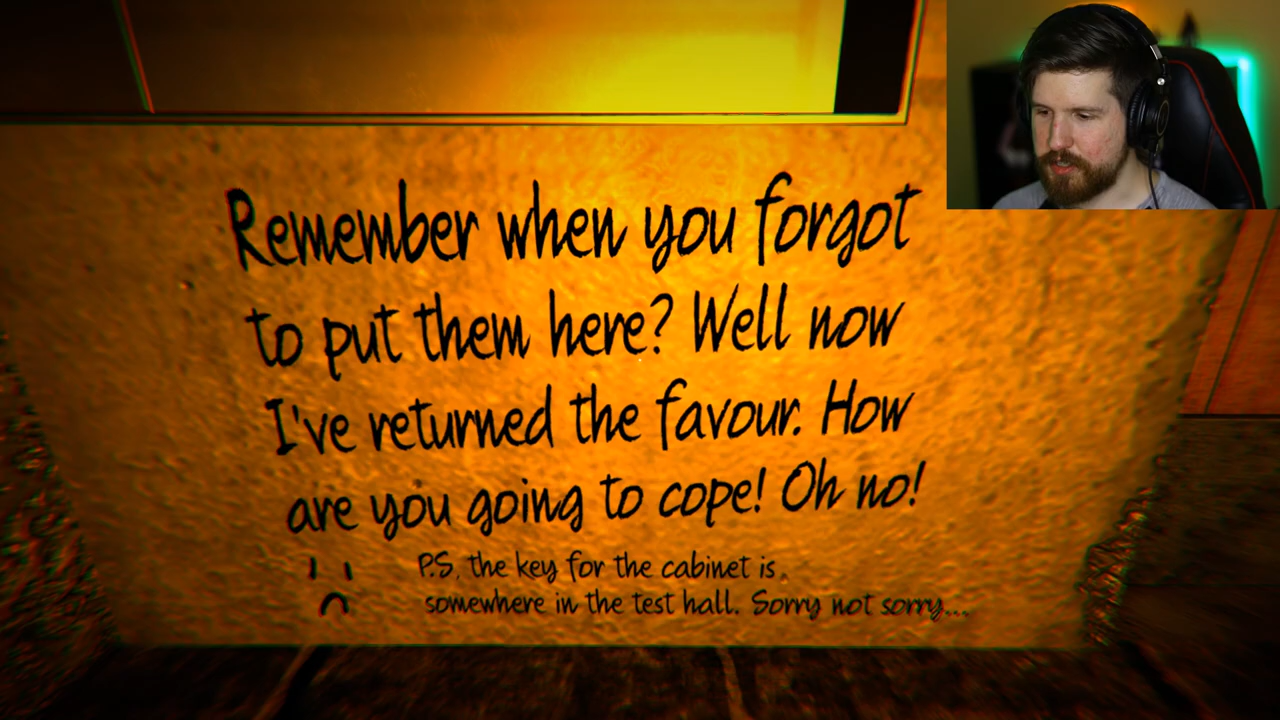 Remember when you forgot
to put them here? Well now
I've returned the favour. How
are you going to cope! Oh no!
:( P.S. the key for the cabinet is
somewhere in the test hall. Sorry not sorry...